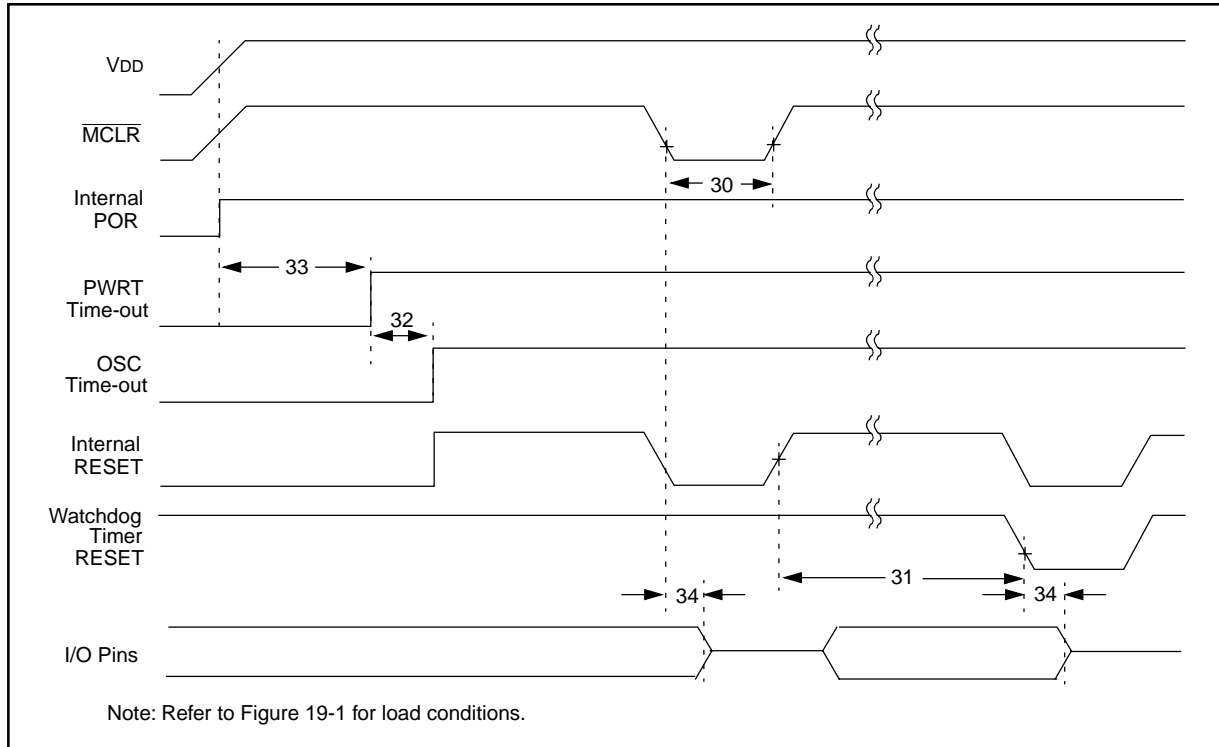 VDD
MCLR
30
Internal
POR
33
PWRT
Time-out
32
OSC
Time-out
Internal
RESET
Watchdog
Timer
RESET
31
34
34
I/O Pins
Note: Refer to Figure 19-1 for load conditions.